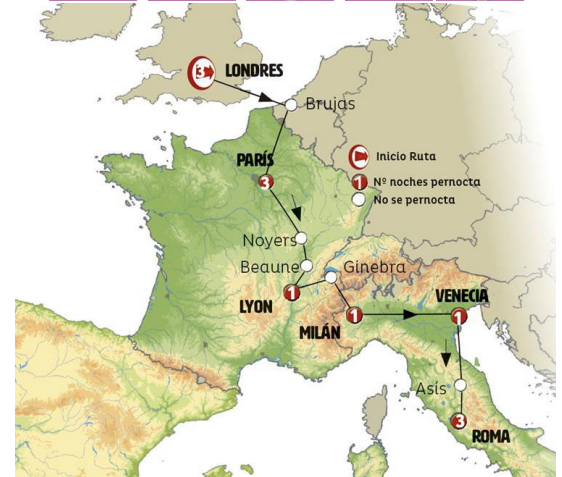 3
LONDRES
Brujas
PARÍS
3
Inicio Ruta
1 Nº noches pernocta
No se pernocta
Noyers
Beaune
Ginebra
LYON
1
MILÁN
1
VENECIA
1
Asís
3
ROMA